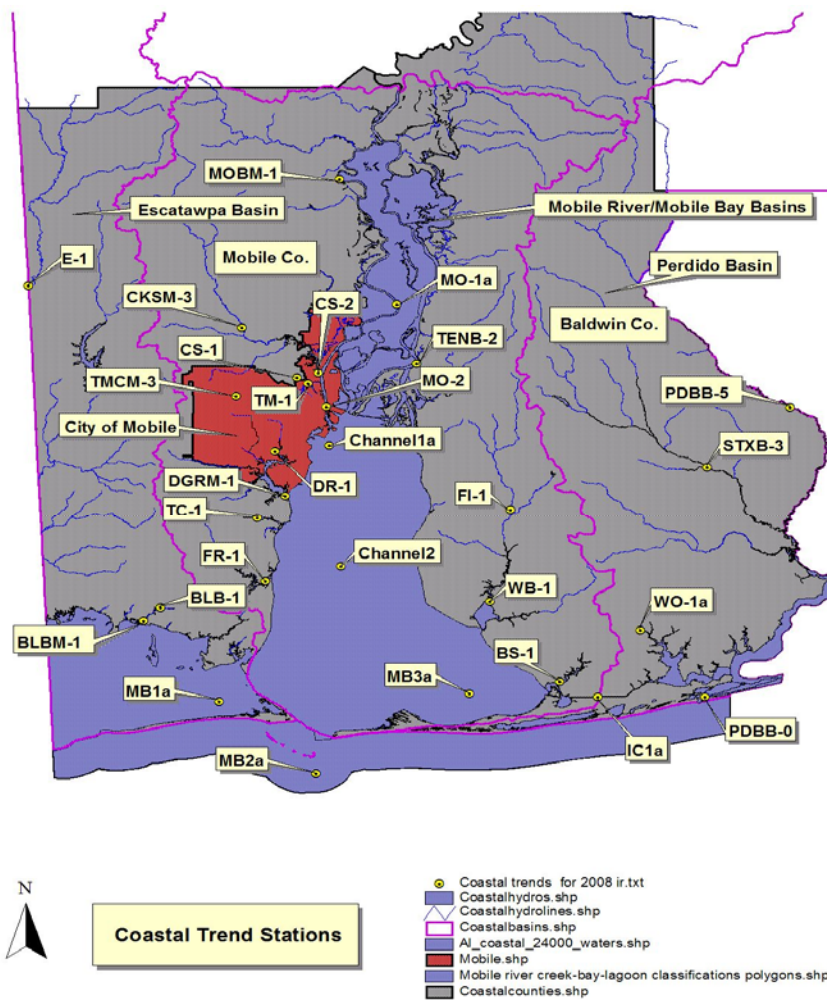 MOBM-1
Escatawpa Basin
Mobile River/Mobile Bay Basins
Mobile Co.
Perdido Basin
E-1
MO-1a
CKSM-3
CS-2
Baldwin Co.
CS-1
TENB-2
TMCM-3
TM-1
MO-2
PDBB-5
City of Mobile
Channel1a
STXB-3
DGRM-1
DR-1
FI-1
TC-1
Channel2
FR-1
BLB-1
WB-1
WO-1a
BLBM-1
BS-1
MB1a
MB3a
PDBB-0
IC1a
MB2a
N
Coastal Trend Stations
Coastal trends for 2008 ir.txt
Coastalhydros.shp
Coastalhydrolines.shp
Coastalbasins.shp
Al_coastal_24000_waters.shp
Mobile.shp
Mobile river creek-bay-lagoon classifications polygons.shp
Coastalcounties.shp